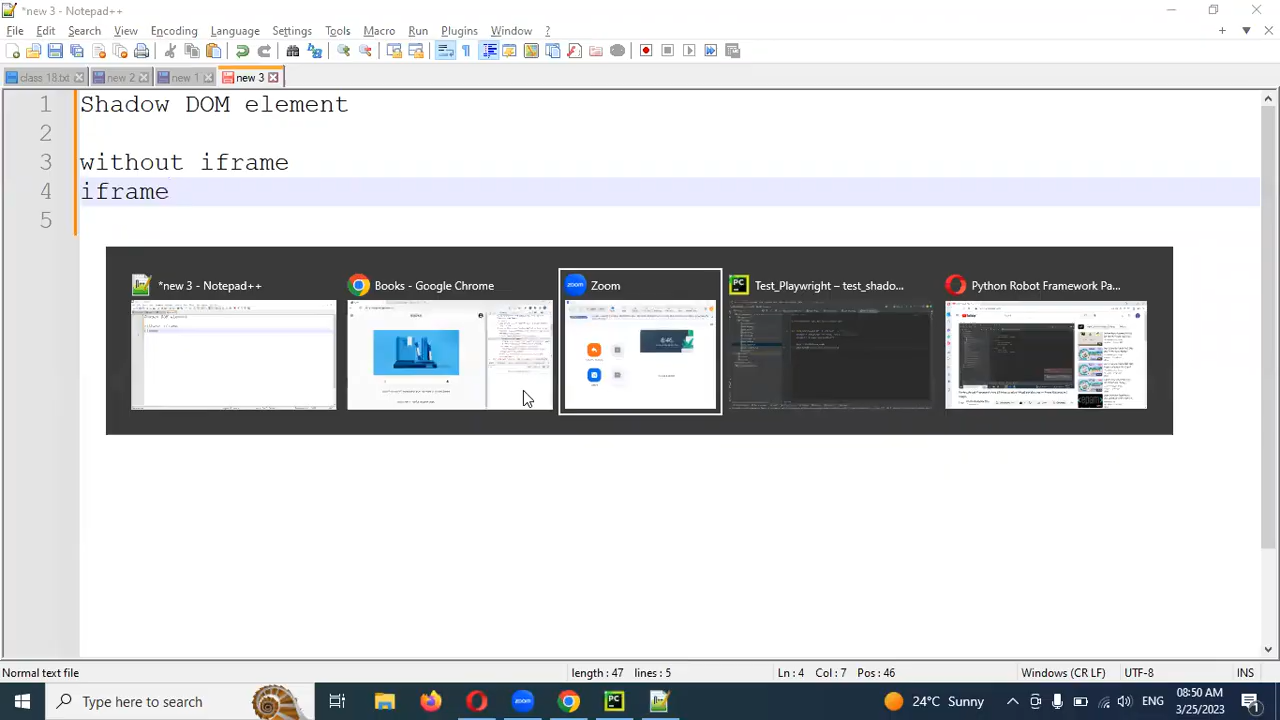 *new 3 - Notepad++
File Edit Search View Encoding Language Settings Tools Macro Run Plugins Window ?
class 18.txt new 2 new 1 new 3
1 Shadow DOM element
2
3 without iframe
4 iframe
5
*new 3 - Notepad++ Books - Google Chrome Zoom Test_Playwright – test_shado... Python Robot Framework Pa...
Normal text file length : 47 lines : 5 Ln : 4 Col : 7 Pos : 46 Windows (CR LF) UTF-8 INS
Type here to search zoom 24°C Sunny ENG 08:50 AM
3/25/2023